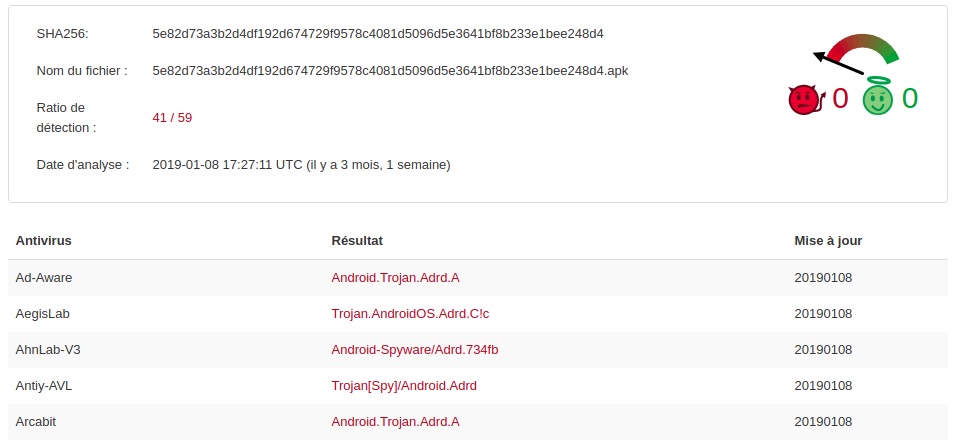 SHA256: 5e82d73a3b2d4df192d674729f9578c4081d5096d5e3641bf8b233e1bee248d4
Nom du fichier : 5e82d73a3b2d4df192d674729f9578c4081d5096d5e3641bf8b233e1bee248d4.apk
0 0
Ratio de
détection :
41 / 59
Date d'analyse : 2019-01-08 17:27:11 UTC (il y a 3 mois, 1 semaine)
Antivirus Résultat Mise à jour
Ad-Aware Android.Trojan.Adrd.A 20190108
AegisLab Trojan.AndroidOS.Adrd.C!c 20190108
AhnLab-V3 Android-Spyware/Adrd.734fb 20190108
Antiy-AVL Trojan[Spy]/Android.Adrd 20190108
Arcabit Android.Trojan.Adrd.A 20190108